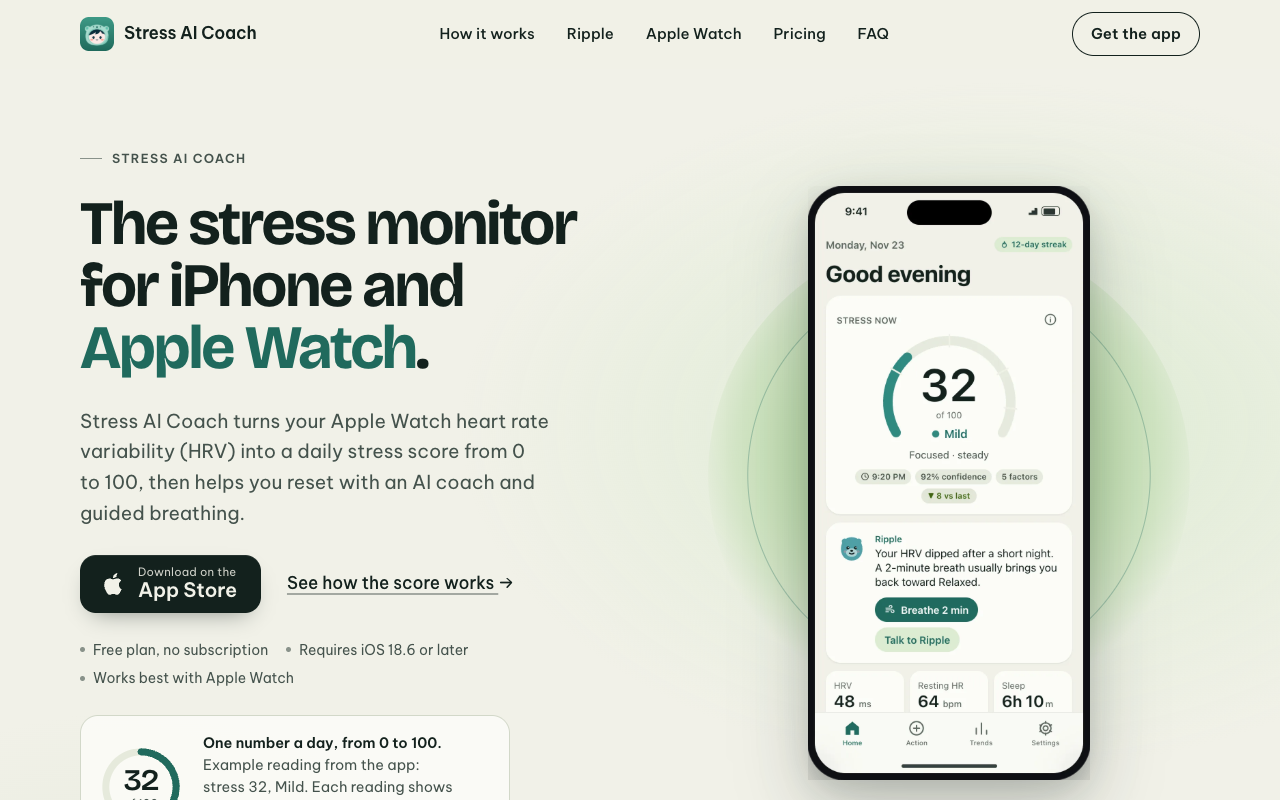 Stress AI Coach
How it works
Ripple
Apple Watch
Pricing
FAQ
Get the app
STRESS AI COACH
The stress monitor
for iPhone and
Apple Watch.
Stress AI Coach turns your Apple Watch heart rate
variability (HRV) into a daily stress score from 0
to 100, then helps you reset with an AI coach and
guided breathing.
Download on the
App Store
See how the score works →
Free plan, no subscription
Requires iOS 18.6 or later
Works best with Apple Watch
One number a day, from 0 to 100.
Example reading from the app:
stress 32, Mild. Each reading shows
32
9:41
Monday, Nov 23
12-day streak
Good evening
STRESS NOW
32
of 100
Mild
Focused · steady
9:20 PM
92% confidence
5 factors
▼ 8 vs last
Ripple
Your HRV dipped after a short night.
A 2-minute breath usually brings you
back toward Relaxed.
Breathe 2 min
Talk to Ripple
HRV
48 ms
Resting HR
64 bpm
Sleep
6h 10m
Home
Action
Trends
Settings